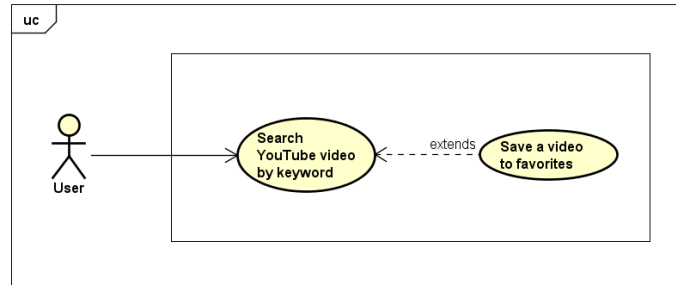 uc
Search
YouTube video
by keyword
extends
Save a video
to favorites
User